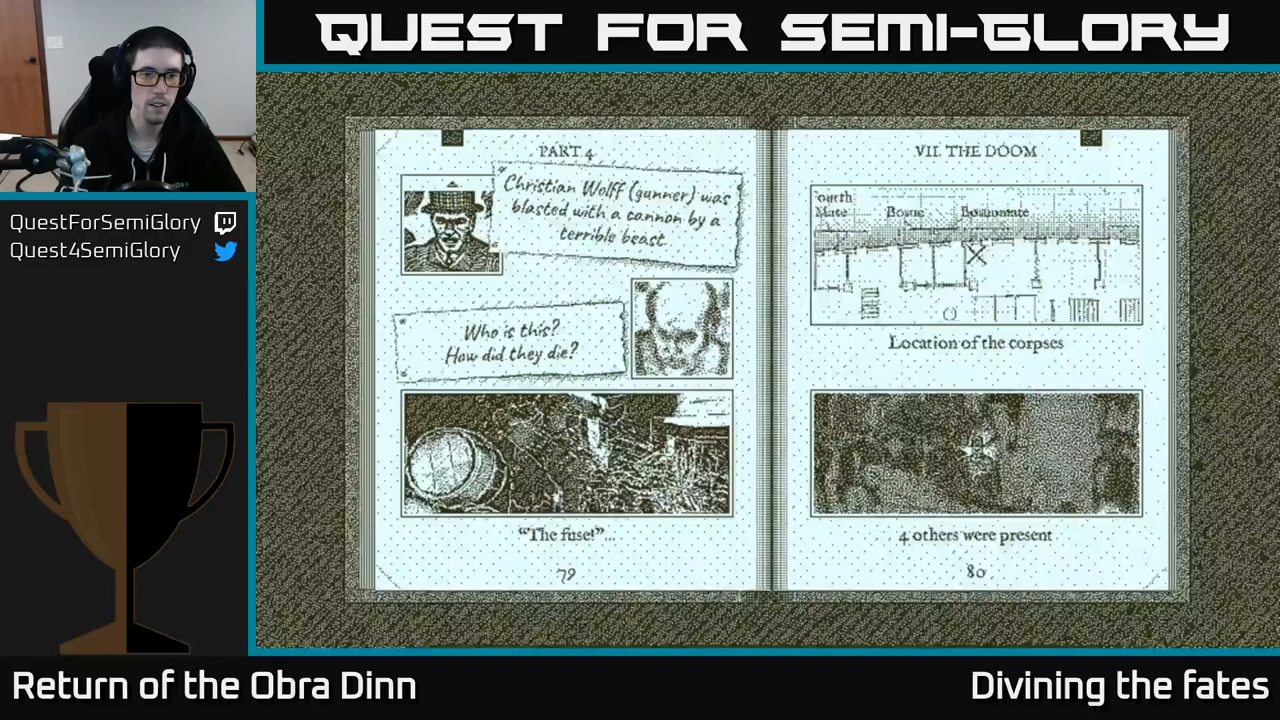 QUEST FOR SEMI-GLORY
QuestForSemiGlory
Quest4SemiGlory
PART 4
Christian Wolff (gunner) was
blasted with a cannon by a
terrible beast
Who is this?
How did they die?
"The fuse!"...
79
VII. THE DOOM
ourth
Mate
Bosun
Bosunsmate
Location of the corpses
4 others were present
80
Return of the Obra Dinn
Divining the fates